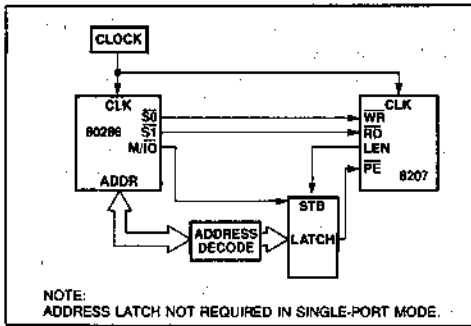 CLOCK
CLK
CLK
80286
S0
S1
M/IO
ADDR
WR
RD
LEN
PE
8207
STB
LATCH
ADDRESS
DECODE
NOTE:
ADDRESS LATCH NOT REQUIRED IN SINGLE-PORT MODE.